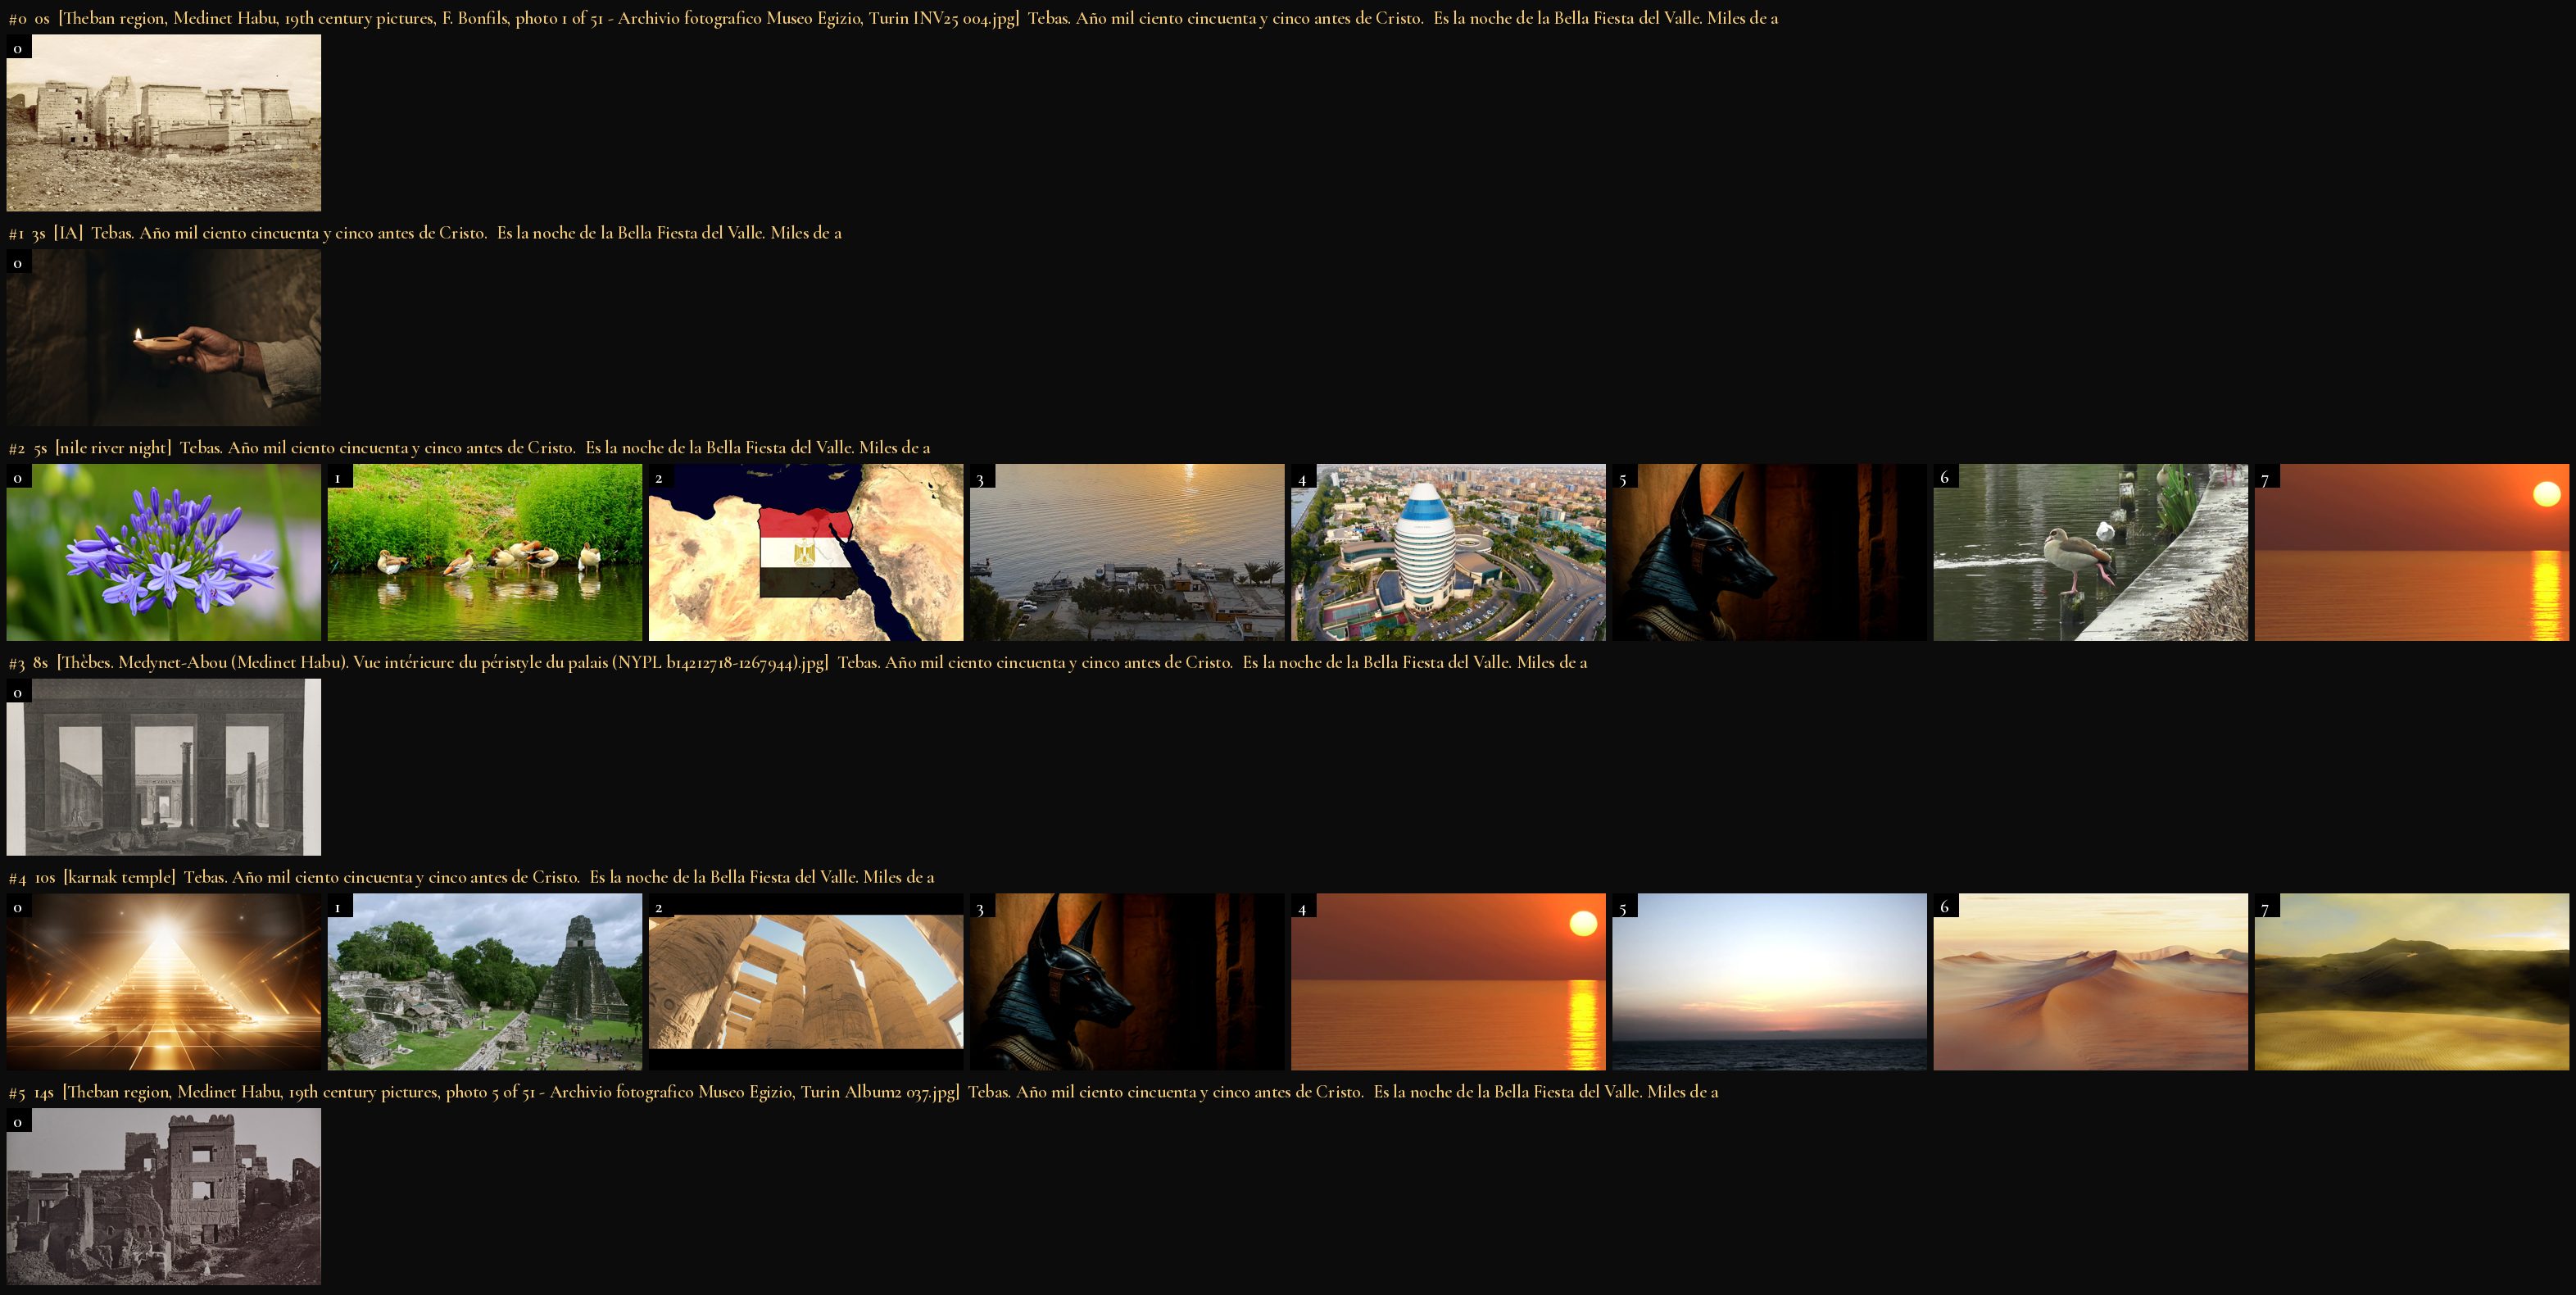 #0 0s [Theban region, Medinet Habu, 19th century pictures, F. Bonfils, photo 1 of 51 - Archivio fotografico Museo Egizio, Turin INV25 004.jpg] Tebas. Año mil ciento cincuenta y cinco antes de Cristo. Es la noche de la Bella Fiesta del Valle. Miles de a
0
#1 3s [IA] Tebas. Año mil ciento cincuenta y cinco antes de Cristo. Es la noche de la Bella Fiesta del Valle. Miles de a
0
#2 5s [nile river night] Tebas. Año mil ciento cincuenta y cinco antes de Cristo. Es la noche de la Bella Fiesta del Valle. Miles de a
0 1 2 3 4 5 6 7
#3 8s [Thèbes. Medynet-Abou (Medinet Habu). Vue intérieure du péristyle du palais (NYPL b14212718-1267944).jpg] Tebas. Año mil ciento cincuenta y cinco antes de Cristo. Es la noche de la Bella Fiesta del Valle. Miles de a
0
#4 10s [karnak temple] Tebas. Año mil ciento cincuenta y cinco antes de Cristo. Es la noche de la Bella Fiesta del Valle. Miles de a
0 1 2 3 4 5 6 7
#5 14s [Theban region, Medinet Habu, 19th century pictures, photo 5 of 51 - Archivio fotografico Museo Egizio, Turin Album2 037.jpg] Tebas. Año mil ciento cincuenta y cinco antes de Cristo. Es la noche de la Bella Fiesta del Valle. Miles de a
0